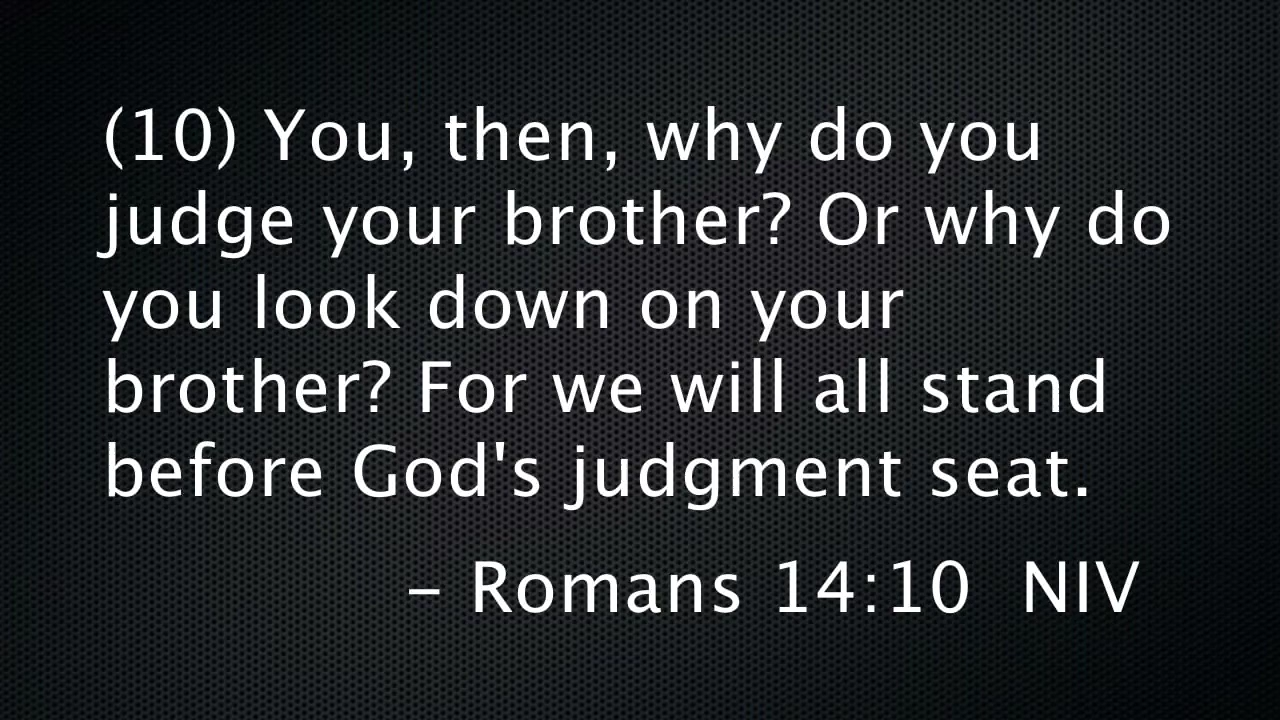 (10) You, then, why do you
judge your brother? Or why do
you look down on your
brother? For we will all stand
before God's judgment seat.
– Romans 14:10 NIV